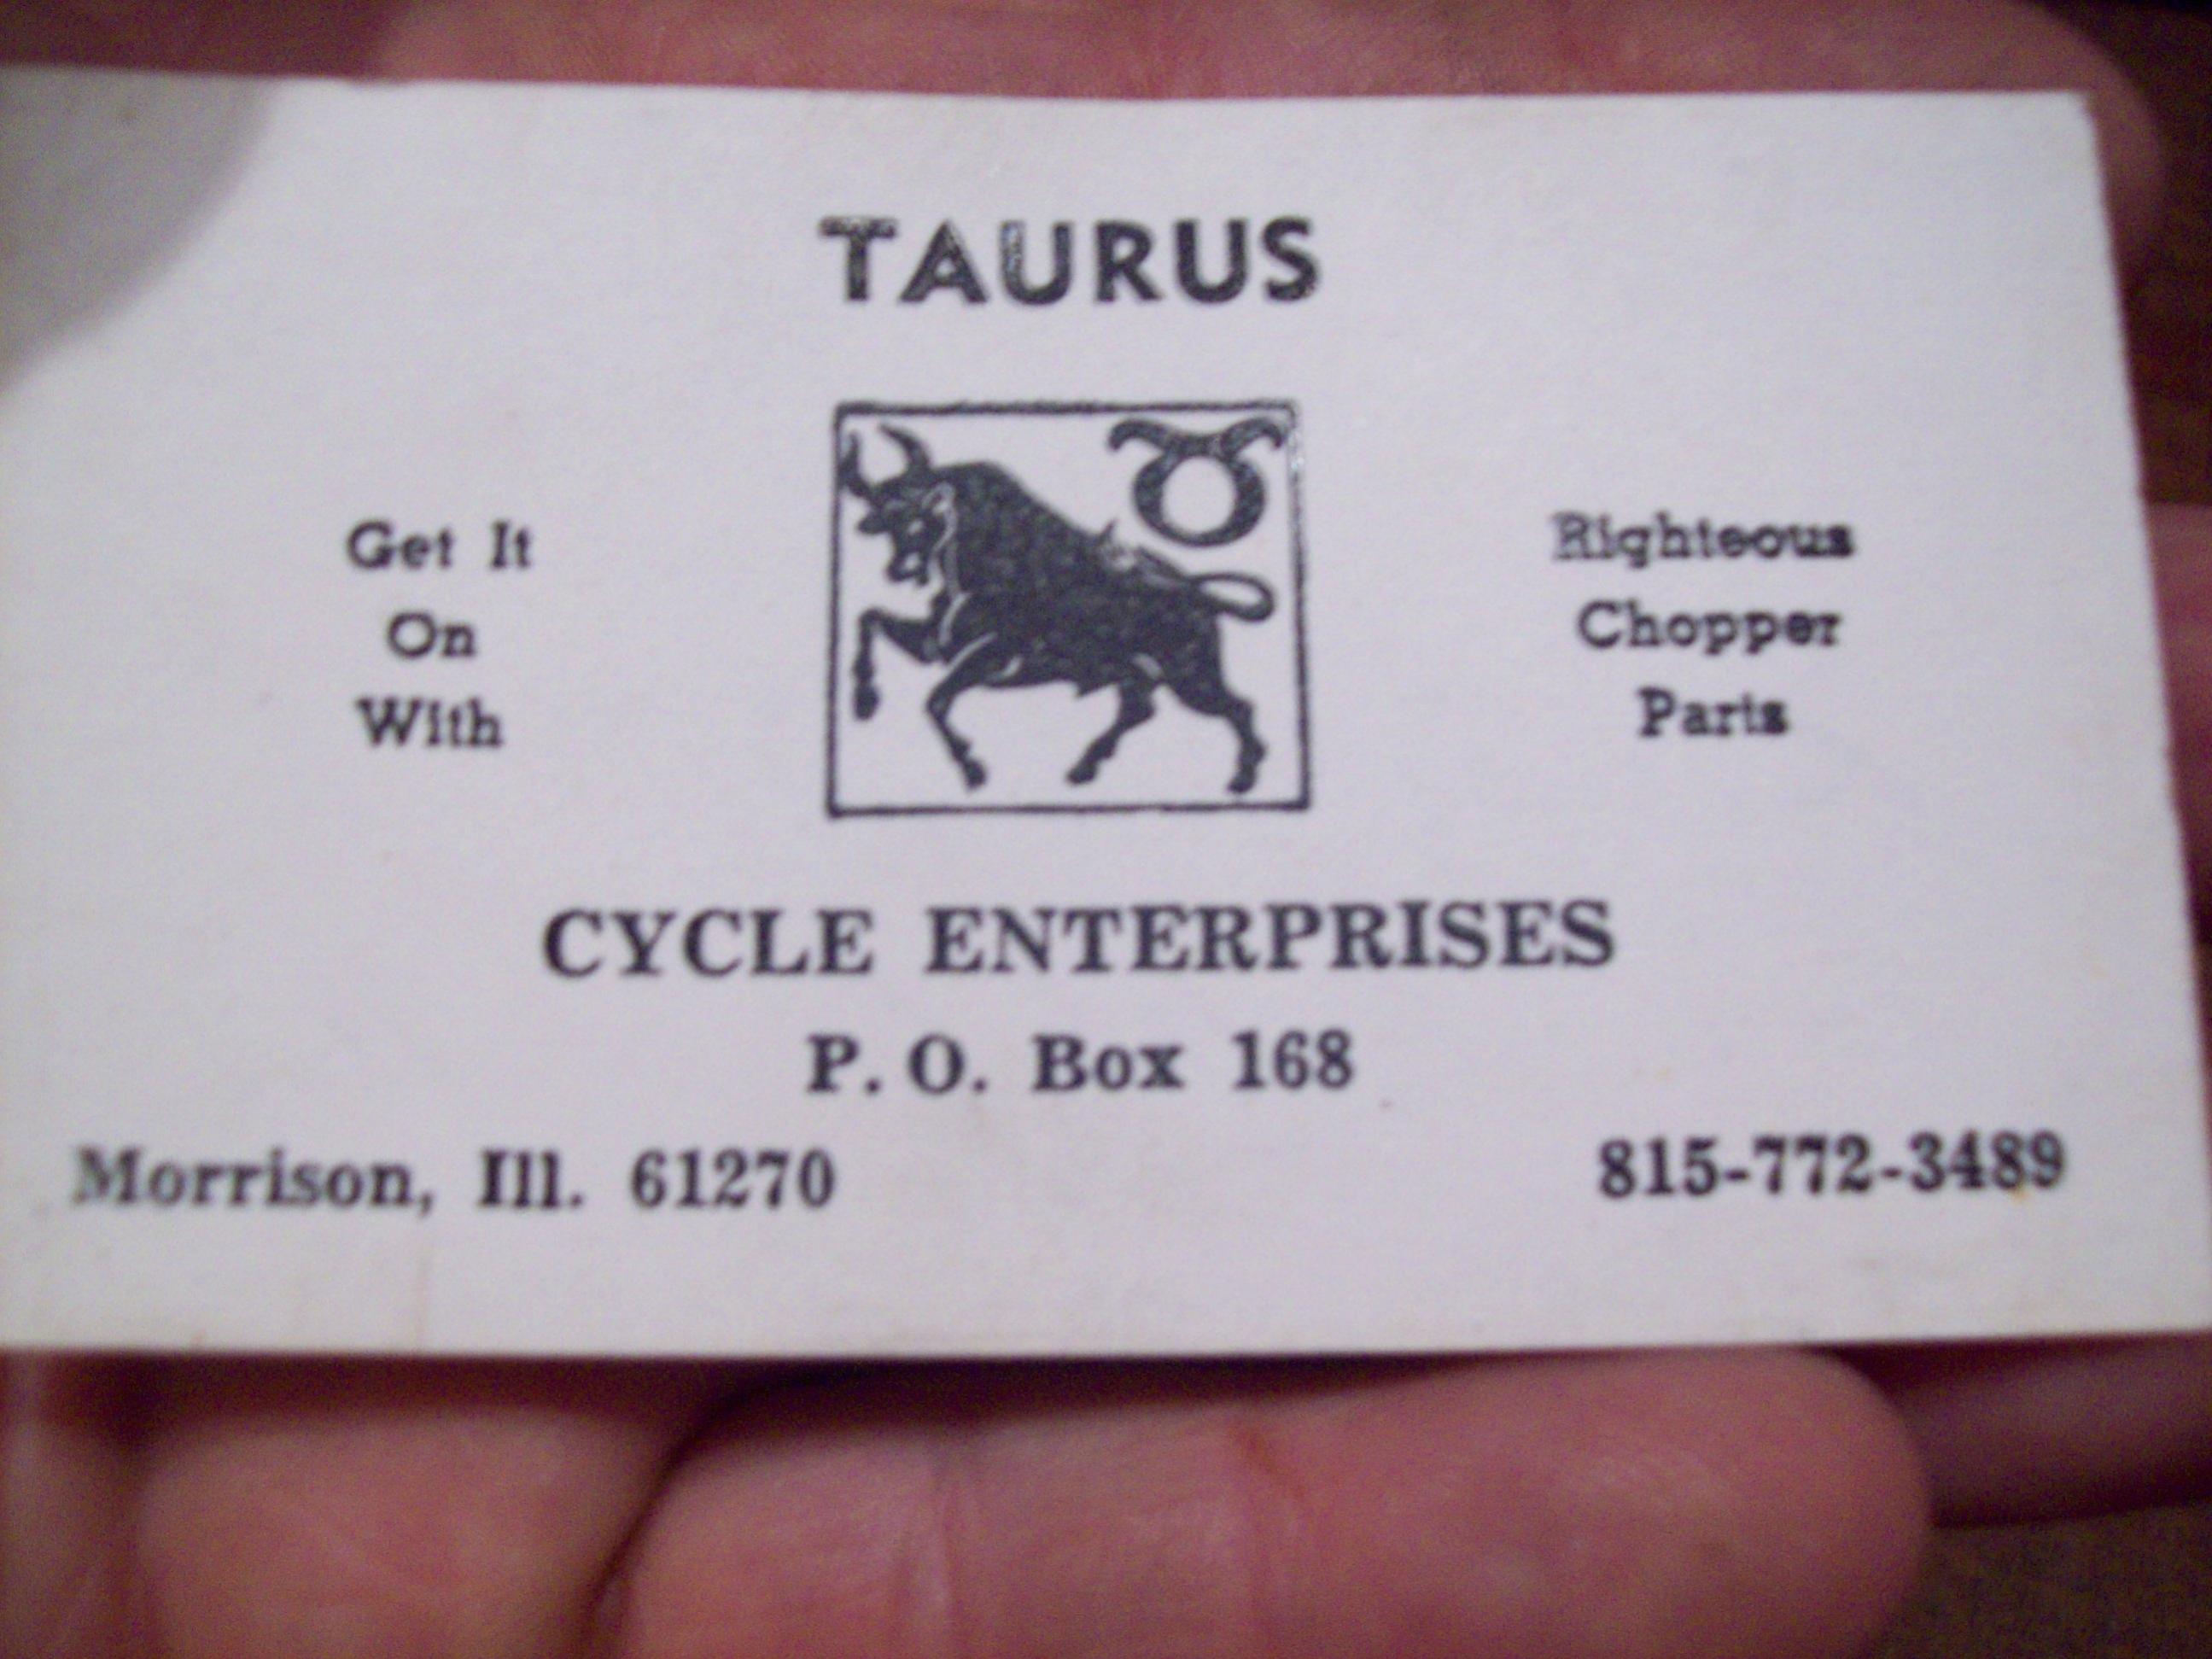 TAURUS
Get It
On
With
Righteous
Chopper
Parts
CYCLE ENTERPRISES
P. O. Box 168
Morrison, Ill. 61270
815-772-3489